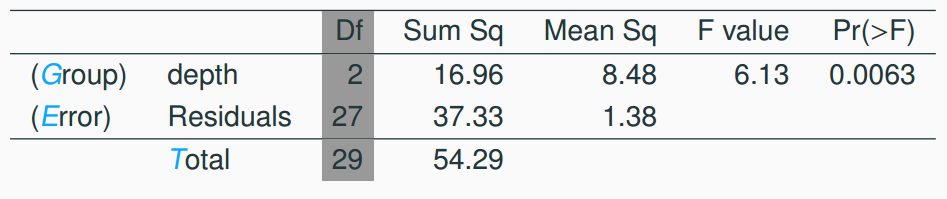 Df Sum Sq Mean Sq F value Pr(>F)
(Group) depth 2 16.96 8.48 6.13 0.0063
(Error) Residuals 27 37.33 1.38
Total 29 54.29